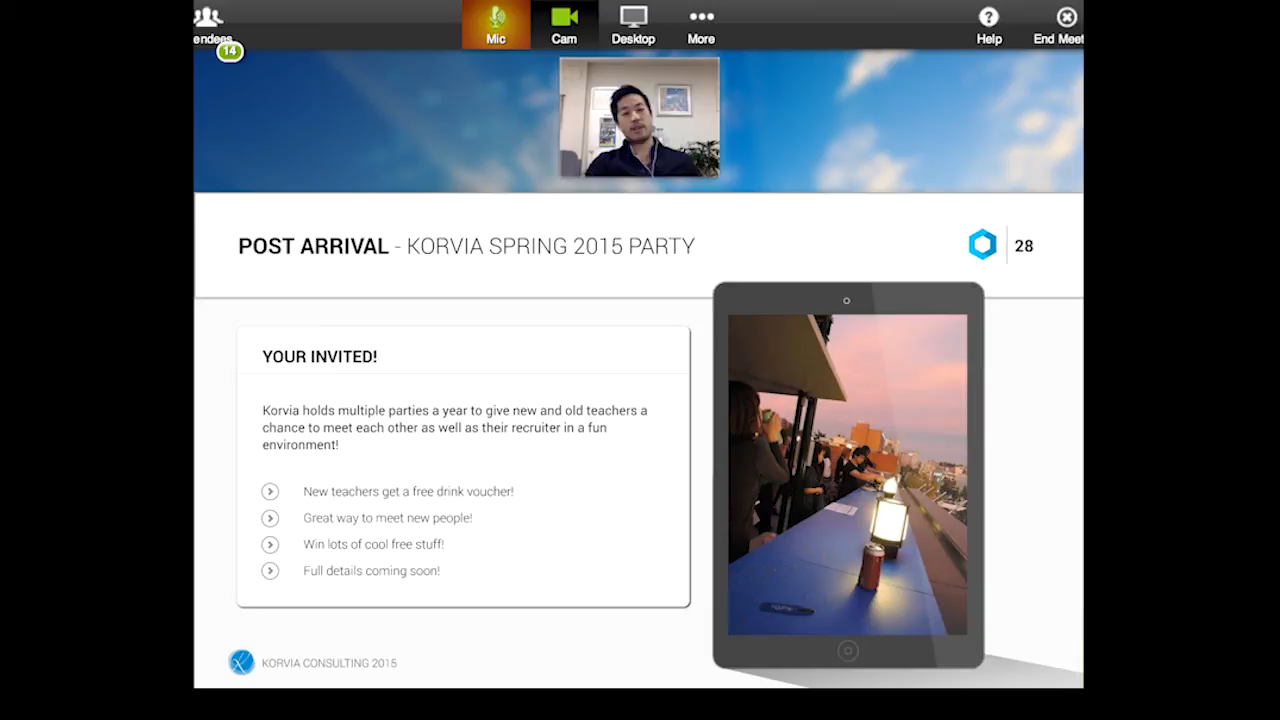 endees
14
Mic
Cam
Desktop
More
Help
End Meet
POST ARRIVAL - KORVIA SPRING 2015 PARTY
28
YOUR INVITED!
Korvia holds multiple parties a year to give new and old teachers a
chance to meet each other as well as their recruiter in a fun
environment!
New teachers get a free drink voucher!
Great way to meet new people!
Win lots of cool free stuff!
Full details coming soon!
KORVIA CONSULTING 2015